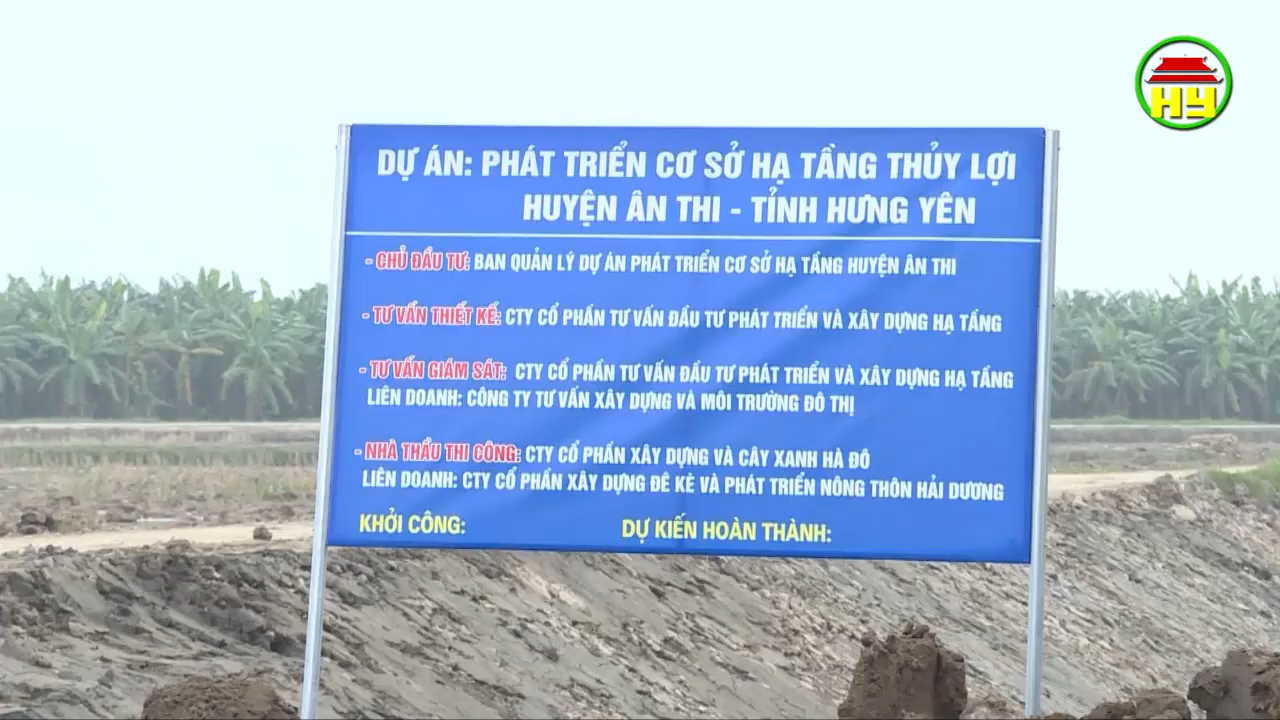 HY
DỰ ÁN: PHÁT TRIỂN CƠ SỞ HẠ TẦNG THỦY LỢI
HUYỆN ÂN THI - TỈNH HƯNG YÊN
- CHỦ ĐẦU TƯ: BAN QUẢN LÝ DỰ ÁN PHÁT TRIỂN CƠ SỞ HẠ TẦNG HUYỆN ÂN THI
- TƯ VẤN THIẾT KẾ: CTY CỔ PHẦN TƯ VẤN ĐẦU TƯ PHÁT TRIỂN VÀ XÂY DỰNG HẠ TẦNG
- TƯ VẤN GIÁM SÁT: CTY CỔ PHẦN TƯ VẤN ĐẦU TƯ PHÁT TRIỂN VÀ XÂY DỰNG HẠ TẦNG
LIÊN DOANH: CÔNG TY TƯ VẤN XÂY DỰNG VÀ MÔI TRƯỜNG ĐÔ THỊ
- NHÀ THẦU THI CÔNG: CTY CỔ PHẦN XÂY DỰNG VÀ CÂY XANH HÀ ĐÔ
LIÊN DOANH: CTY CỔ PHẦN XÂY DỰNG ĐÊ KÈ VÀ PHÁT TRIỂN NÔNG THÔN HẢI DƯƠNG
KHỞI CÔNG: DỰ KIẾN HOÀN THÀNH: